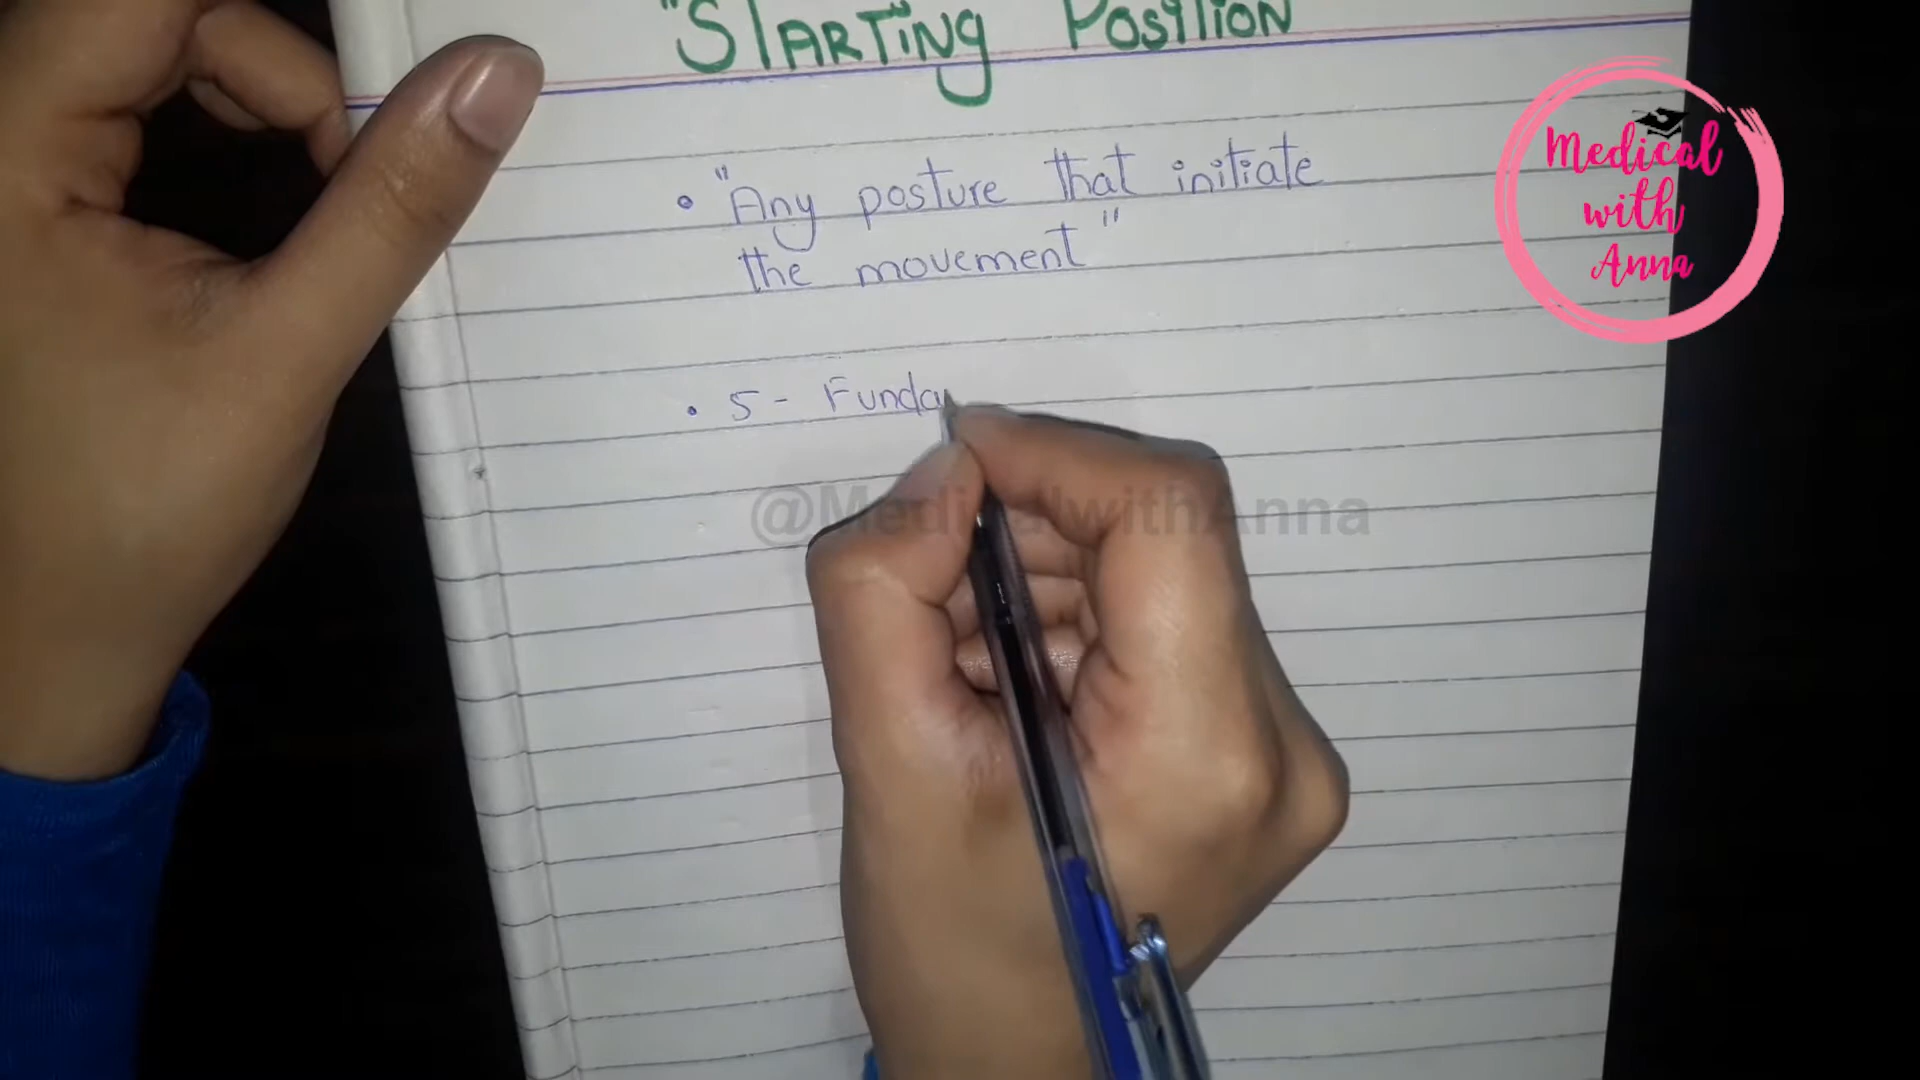 "STARTiNg POSiTiON
• "Any posture that initiate
the movement"
• 5 - Funda
@MedicalwithAnna
Medical
with
Anna